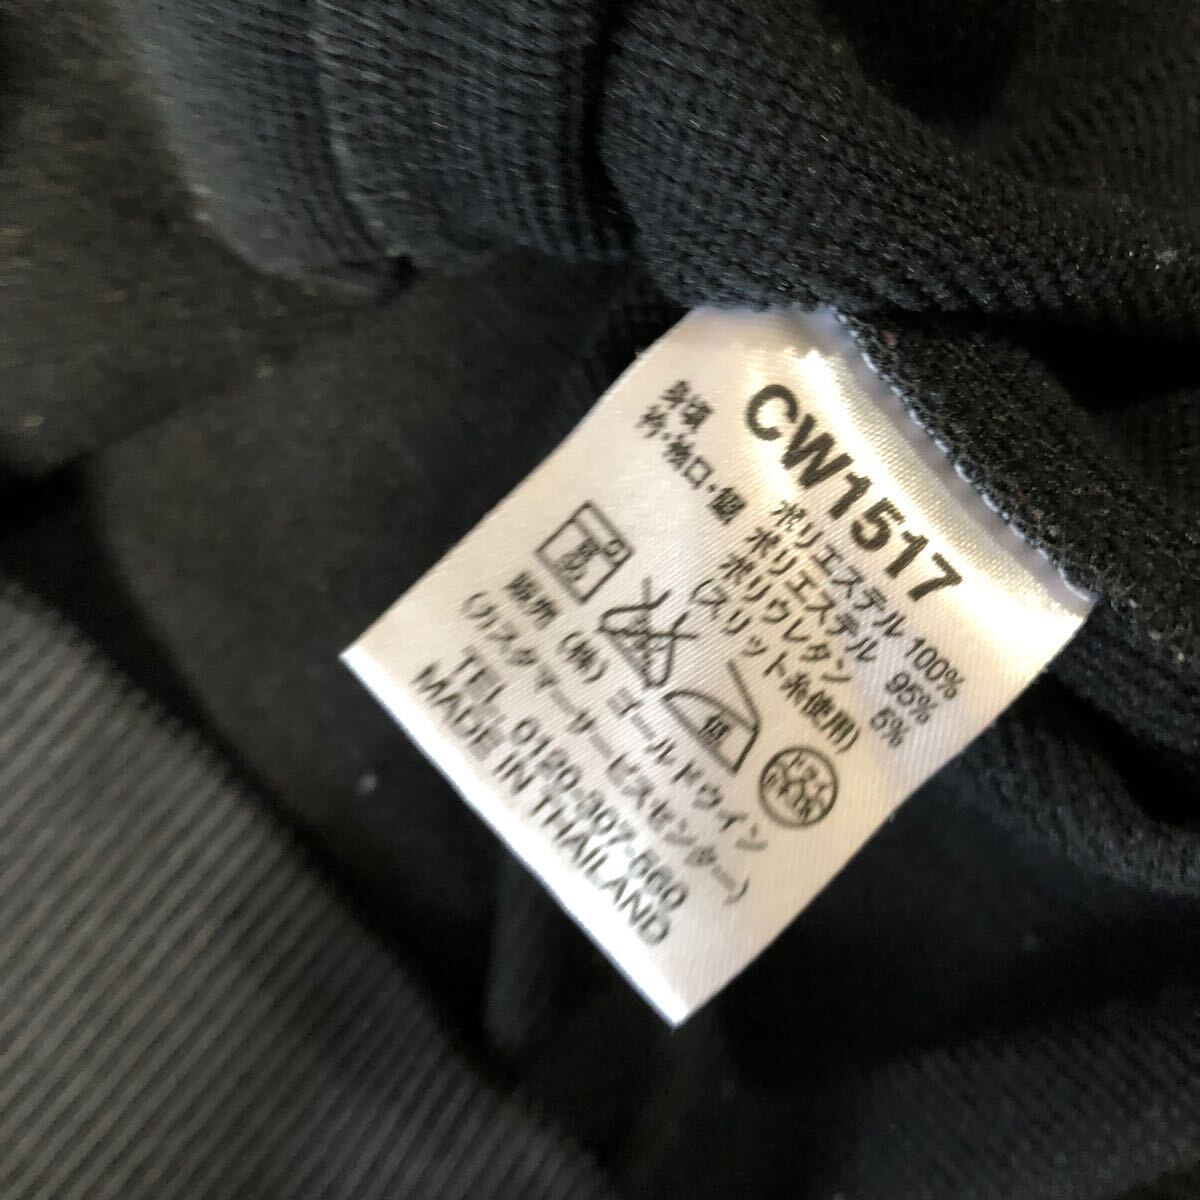 CW1517
身頃 ポリエステル 100%
衿・袖口・裾 ポリエステル 95%
ポリウレタン 5%
(スリット糸使用)
販売 (株) ゴールドウイン
(カスタマーサービスセンター)
TEL. 0120-307-560
MADE IN THAILAND